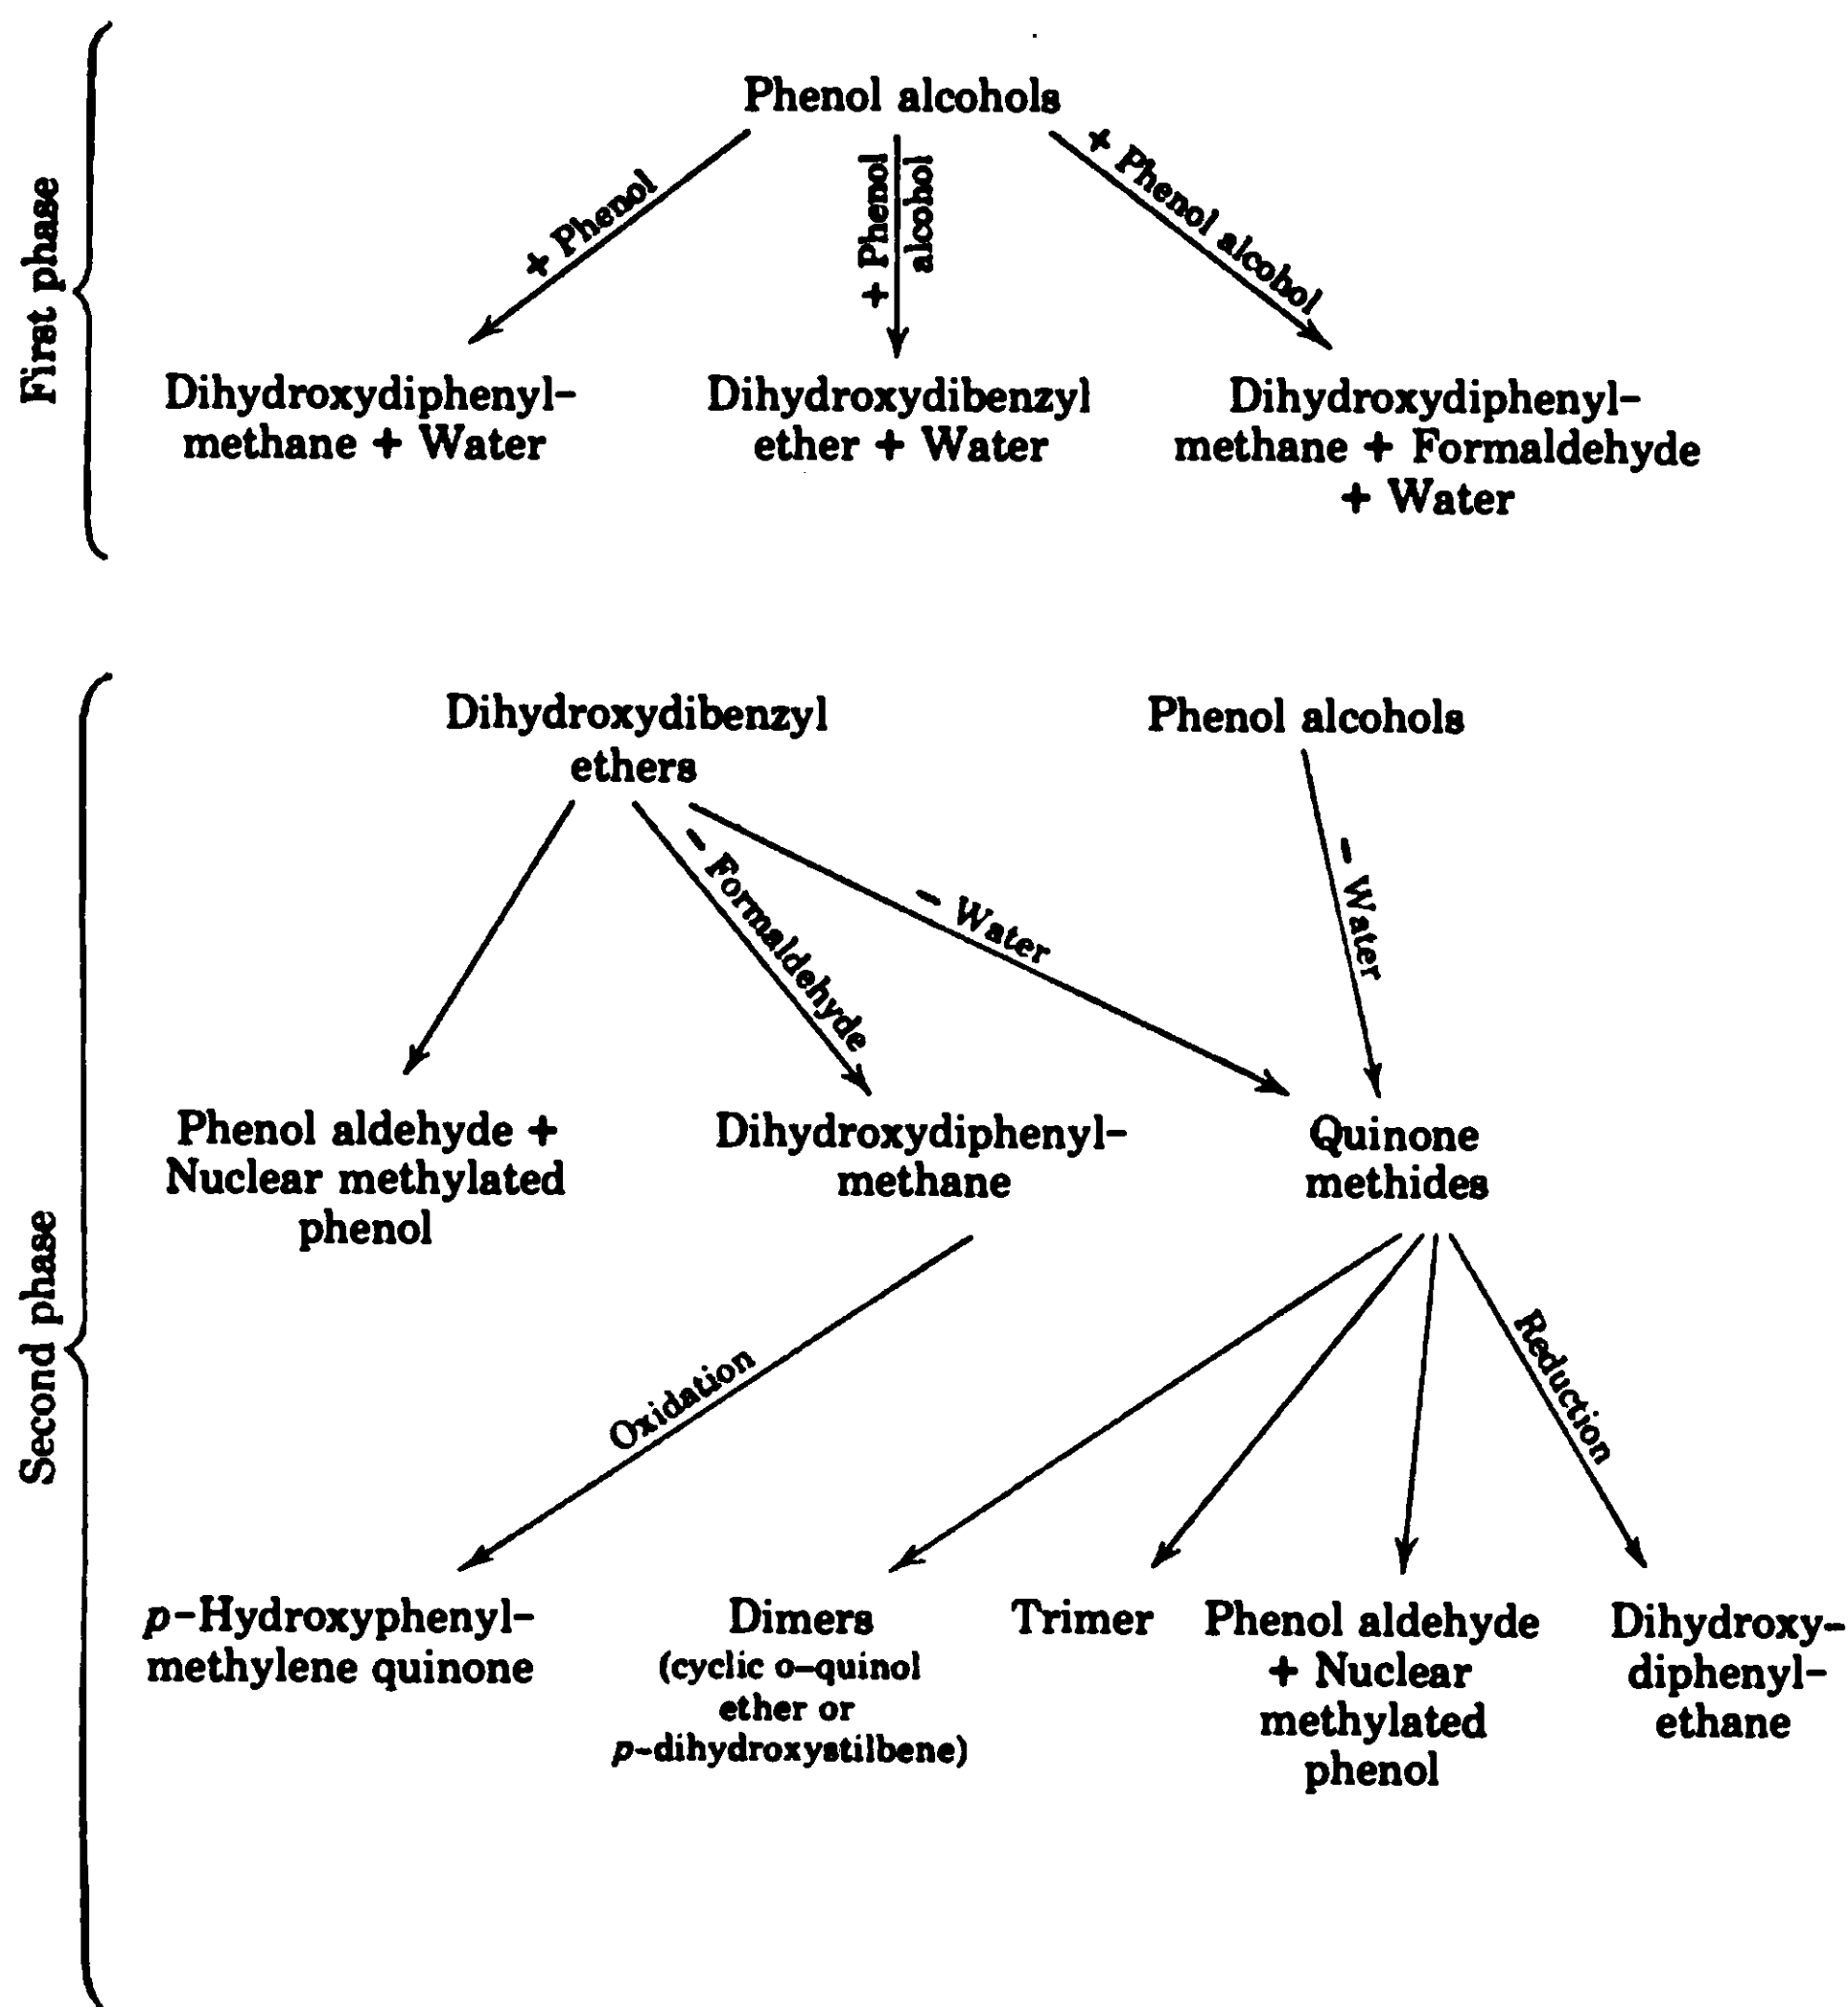 First phase
Phenol alcohols
+ Phenol
+ Phenol
alcohol
+ Phenol alcohol
Dihydroxydiphenyl-
methane + Water
Dihydroxydibenzyl
ether + Water
Dihydroxydiphenyl-
methane + Formaldehyde
+ Water
Second phase
Dihydroxydibenzyl
ethers
Phenol alcohols
- Formaldehyde
- Water
- Water
Phenol aldehyde +
Nuclear methylated
phenol
Dihydroxydiphenyl-
methane
Quinone
methides
Oxidation
Reduction
p-Hydroxyphenyl-
methylene quinone
Dimers
(cyclic o-quinol
ether or
p-dihydroxystilbene)
Trimer
Phenol aldehyde
+ Nuclear
methylated
phenol
Dihydroxy-
diphenyl-
ethane